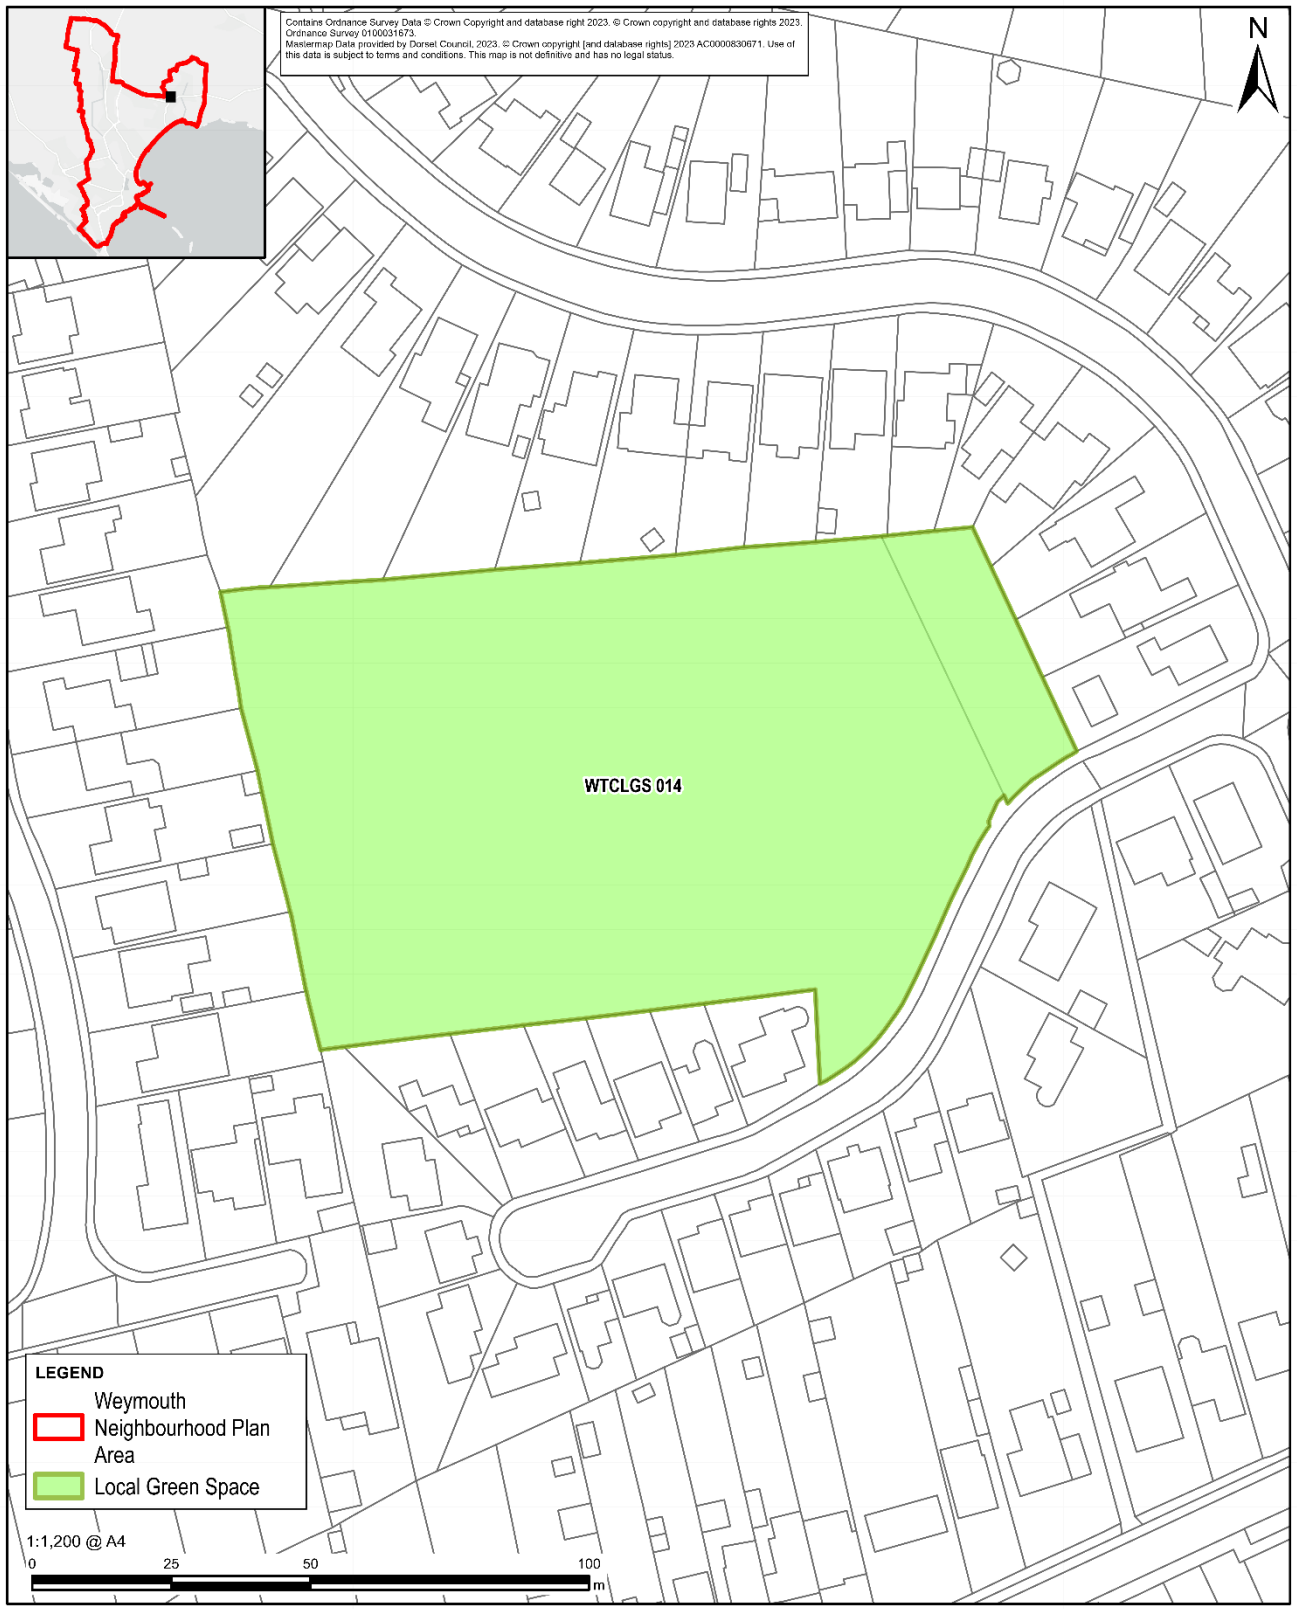 Contains Ordnance Survey Data © Crown Copyright and database right 2023. © Crown copyright and database rights 2023.
Ordnance Survey 0100031673.
Mastermap Data provided by Dorset Council, 2023. © Crown copyright [and database rights] 2023 AC0000830671. Use of
this data is subject to terms and conditions. This map is not definitive and has no legal status.
N
WTCLGS 014
LEGEND
Weymouth
Neighbourhood Plan
Area
Local Green Space
1:1,200 @ A4
0 25 50 100
m